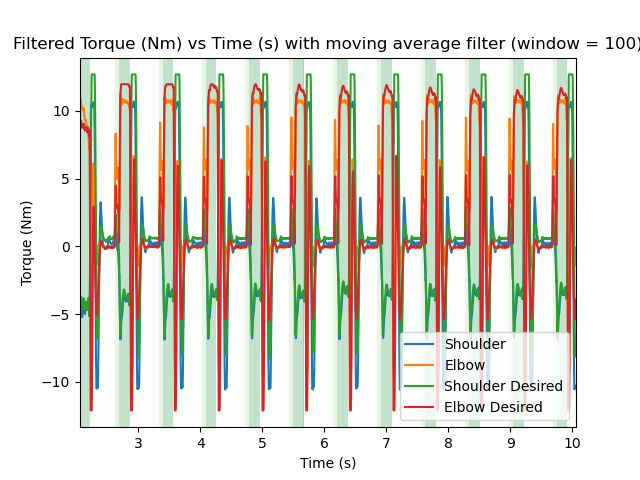 Filtered Torque (Nm) vs Time (s) with moving average filter (window = 100)
Torque (Nm)
10
5
0
−5
−10
Shoulder
Elbow
Shoulder Desired
Elbow Desired
3 4 5 6 7 8 9 10
Time (s)